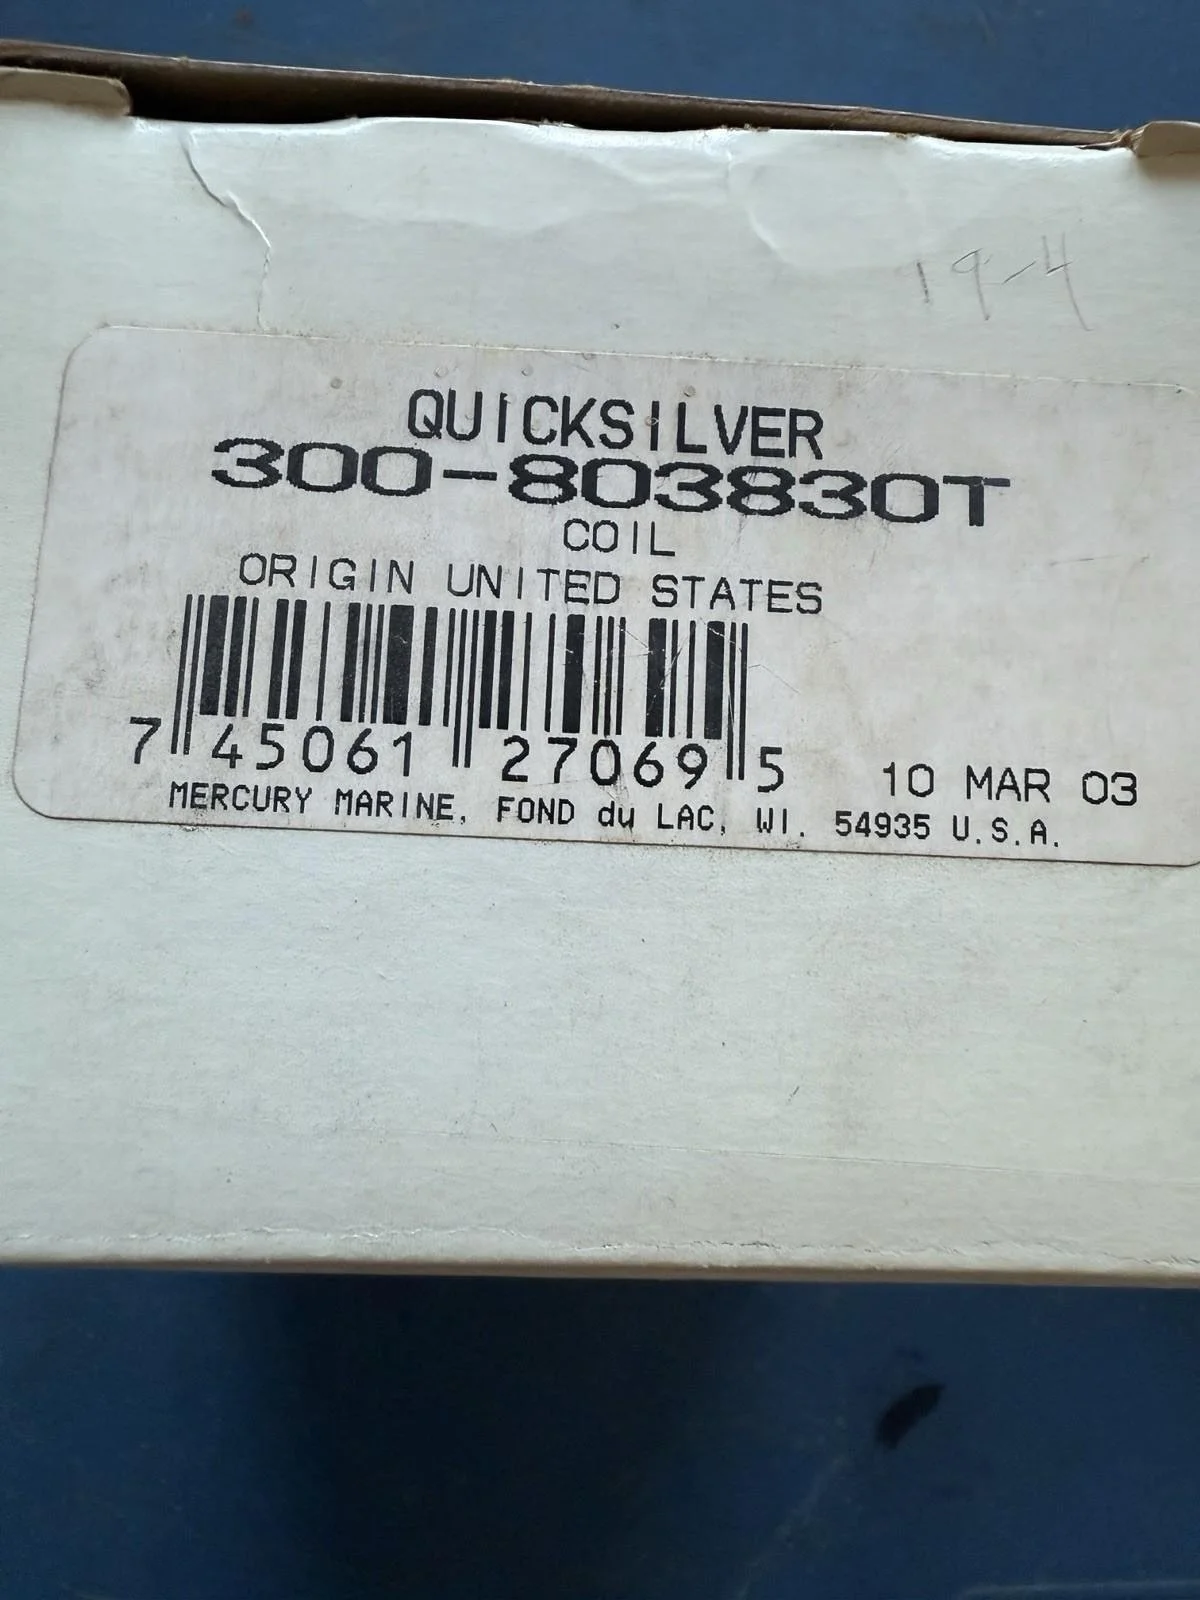 19-4
QUICKSILVER
300-803830T
COIL
ORIGIN UNITED STATES
7 45061 27069 5
10 MAR 03
MERCURY MARINE, FOND du LAC, WI. 54935 U.S.A.